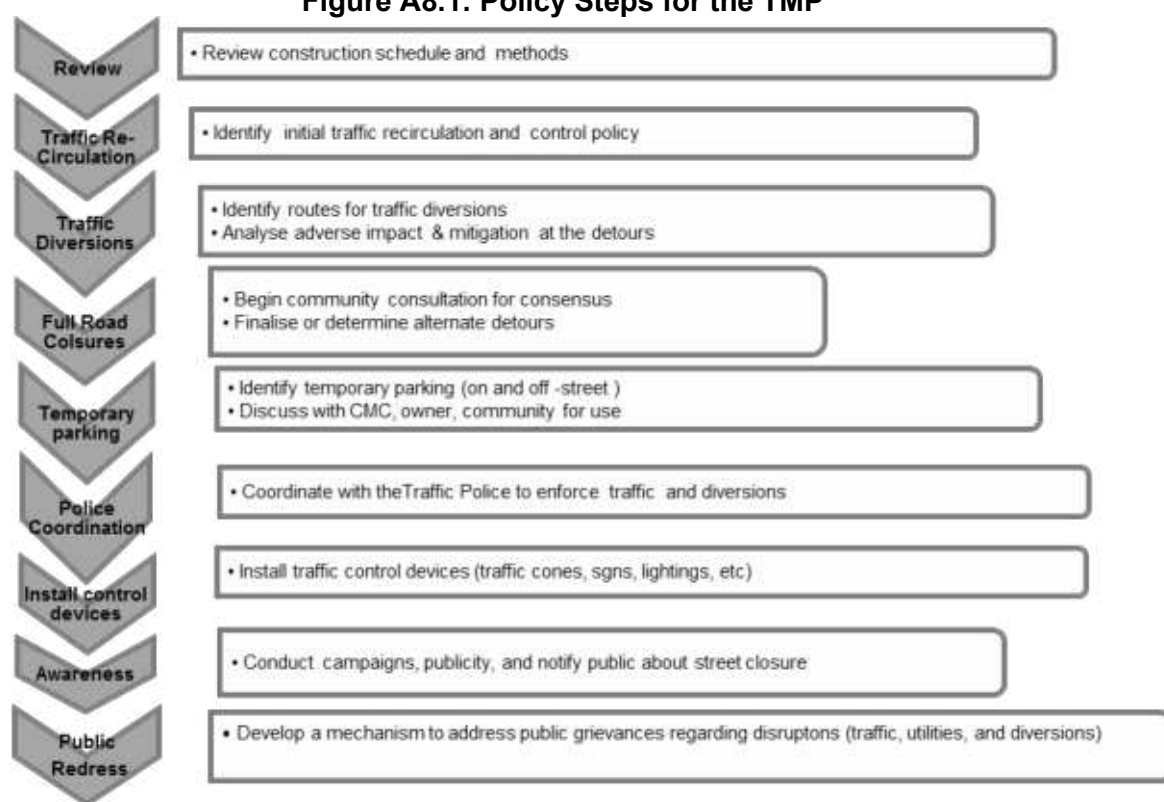 Figure A8.1: Policy Steps for the TMP
Review
• Review construction schedule and methods
Traffic Re-
Circulation
• Identify initial traffic recirculation and control policy
Traffic
Diversions
• Identify routes for traffic diversions
• Analyse adverse impact & mitigation at the detours
Full Road
Colsures
• Begin community consultation for consensus
• Finalise or determine alternate detours
Temporary
parking
• Identify temporary parking (on and off -street )
• Discuss with CMC, owner, community for use
Police
Coordination
• Coordinate with theTraffic Police to enforce traffic and diversions
Install control
devices
• Install traffic control devices (traffic cones, sgns, lightings, etc)
Awareness
• Conduct campaigns, publicity, and notify public about street closure
Public
Redress
• Develop a mechanism to address public grievances regarding disruptons (traffic, utilities, and diversions)